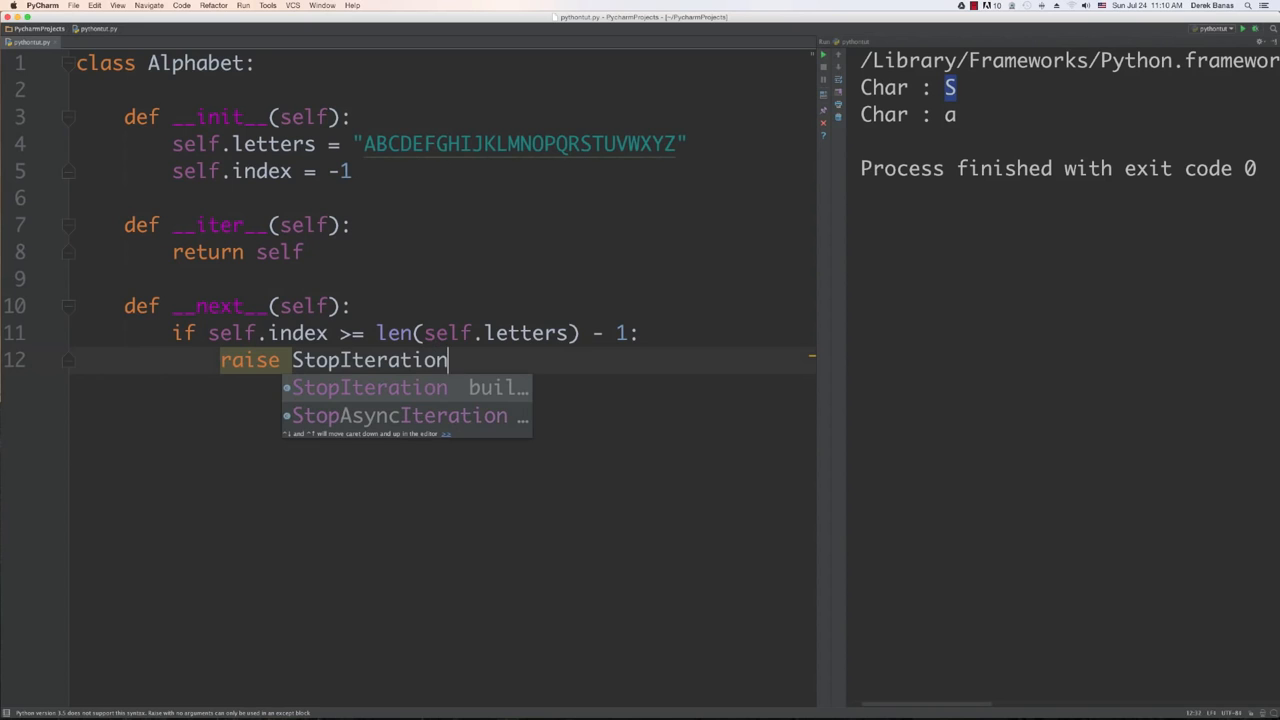 PyCharm File Edit View Navigate Code Refactor Run Tools VCS Window Help
10 Sun Jul 24 11:10 AM Derek Banas
pythontut.py - PycharmProjects - [~/PycharmProjects]
PycharmProjects pythontut.py
pythontut
pythontut.py
Run: pythontut
1 class Alphabet:
2
3 def __init__(self):
4 self.letters = "ABCDEFGHIJKLMNOPQRSTUVWXYZ"
5 self.index = -1
6
7 def __iter__(self):
8 return self
9
10 def __next__(self):
11 if self.index >= len(self.letters) - 1:
12 raise StopIteration
StopIteration buil…
StopAsyncIteration …
^↓ and ^↑ will move caret down and up in the editor >>
/Library/Frameworks/Python.framewor
Char : S
Char : a
Process finished with exit code 0
Python version 3.5 does not support this syntax. Raise with no arguments can only be used in an except block
12:32 LF÷ UTF-8÷